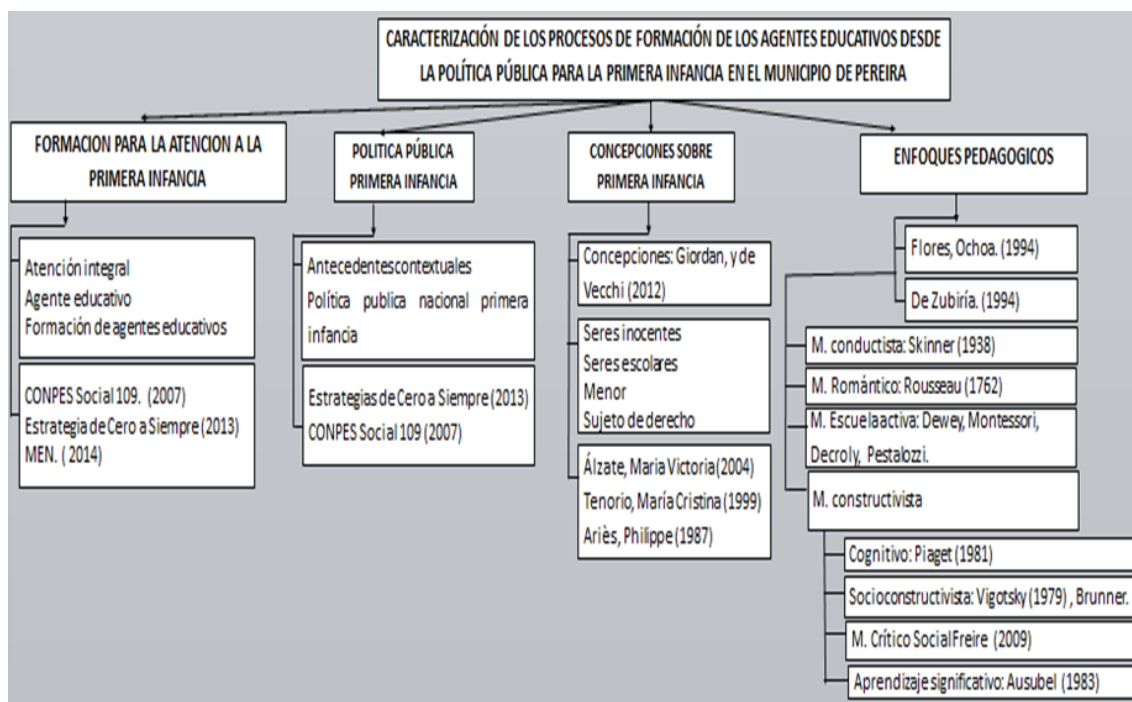 CARACTERIZACIÓN DE LOS PROCESOS DE FORMACIÓN DE LOS AGENTES EDUCATIVOS DESDE
LA POLÍTICA PÚBLICA PARA LA PRIMERA INFANCIA EN EL MUNICIPIO DE PEREIRA
FORMACION PARA LA ATENCION A LA
PRIMERA INFANCIA
Atención integral
Agente educativo
Formación de agentes educativos
CONPES Social 109. (2007)
Estrategia de Cero a Siempre (2013)
MEN. ( 2014)
POLITICA PÚBLICA
PRIMERA INFANCIA
Antecedentes contextuales
Política publica nacional primera
infancia
Estrategias de Cero a Siempre (2013)
CONPES Social 109 (2007)
CONCEPCIONES SOBRE
PRIMERA INFANCIA
Concepciones: Giordan, y de
Vecchi (2012)
Seres inocentes
Seres escolares
Menor
Sujeto de derecho
Álzate, Maria Victoria (2004)
Tenorio, María Cristina (1999)
Ariès, Philippe (1987)
ENFOQUES PEDAGOGICOS
Flores, Ochoa. (1994)
De Zubiría. (1994)
M. conductista: Skinner (1938)
M. Romántico: Rousseau (1762)
M. Escuela activa: Dewey, Montessori,
Decroly, Pestalozzi.
M. constructivista
Cognitivo: Piaget (1981)
Socioconstructivista: Vigotsky (1979) , Brunner.
M. Crítico Social Freire (2009)
Aprendizaje significativo: Ausubel (1983)